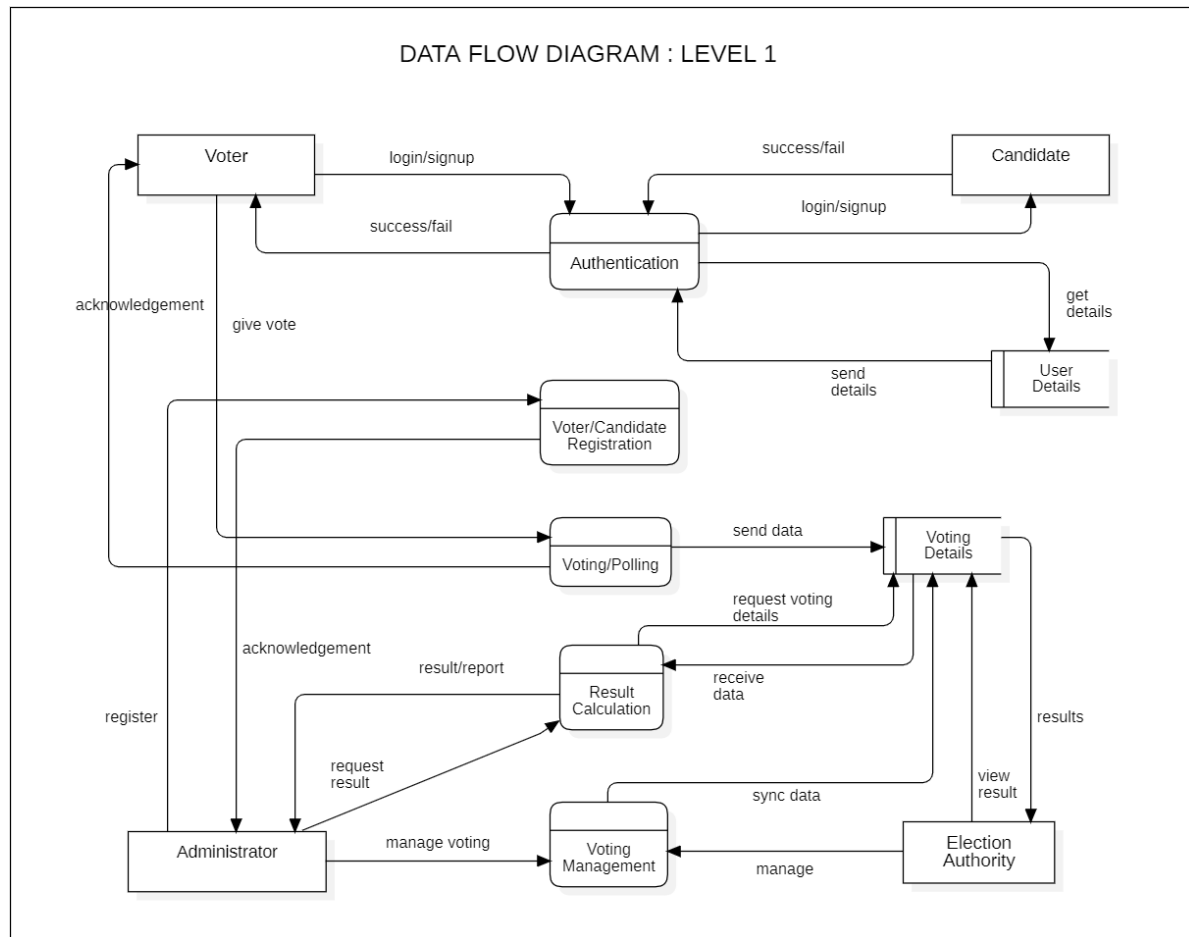 DATA FLOW DIAGRAM : LEVEL 1
Voter
login/signup
success/fail
Candidate
login/signup
success/fail
Authentication
acknowledgement
give vote
get
details
send
details
User
Details
Voter/Candidate
Registration
send data
Voting
Details
Voting/Polling
request voting
details
acknowledgement
result/report
receive
data
Result
Calculation
register
results
request
result
view
result
sync data
Administrator
manage voting
Voting
Management
manage
Election
Authority